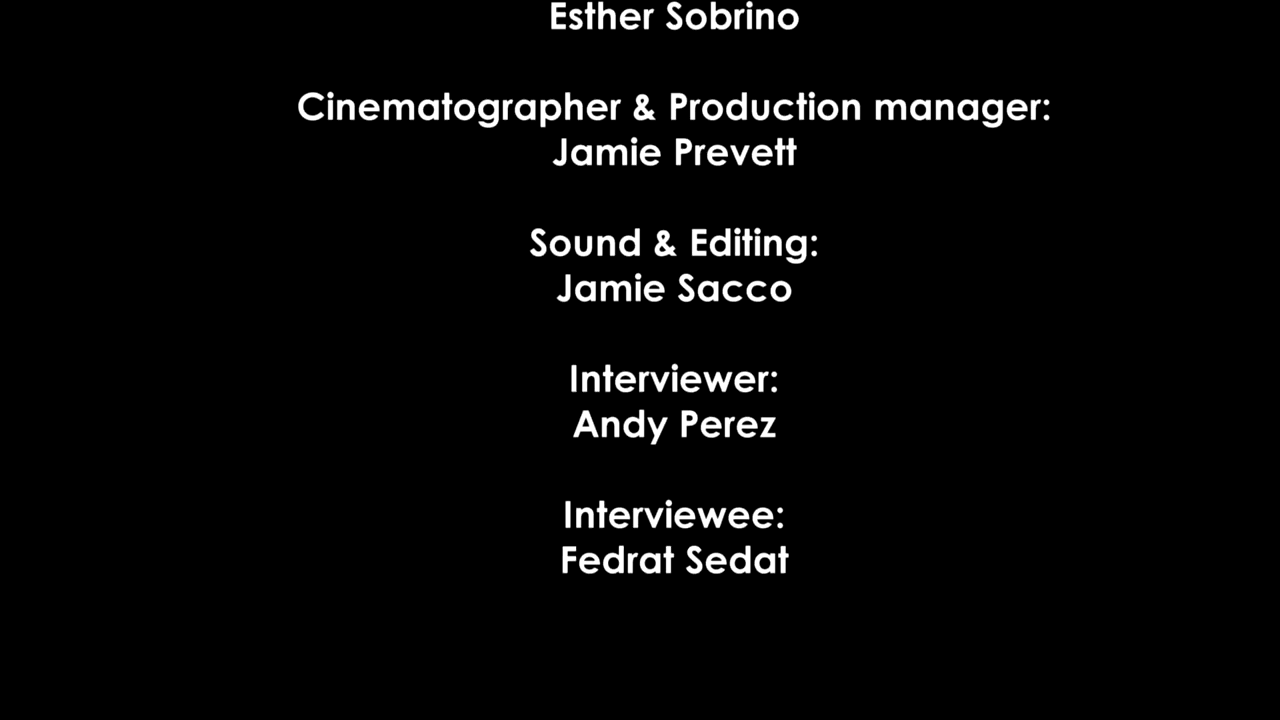 Esther Sobrino
Cinematographer & Production manager:
Jamie Prevett
Sound & Editing:
Jamie Sacco
Interviewer:
Andy Perez
Interviewee:
Fedrat Sedat